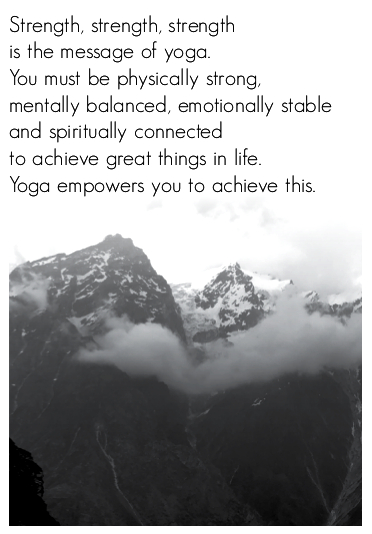 Strength, strength, strength
is the message of yoga.
You must be physically strong,
mentally balanced, emotionally stable
and spiritually connected
to achieve great things in life.
Yoga empowers you to achieve this.